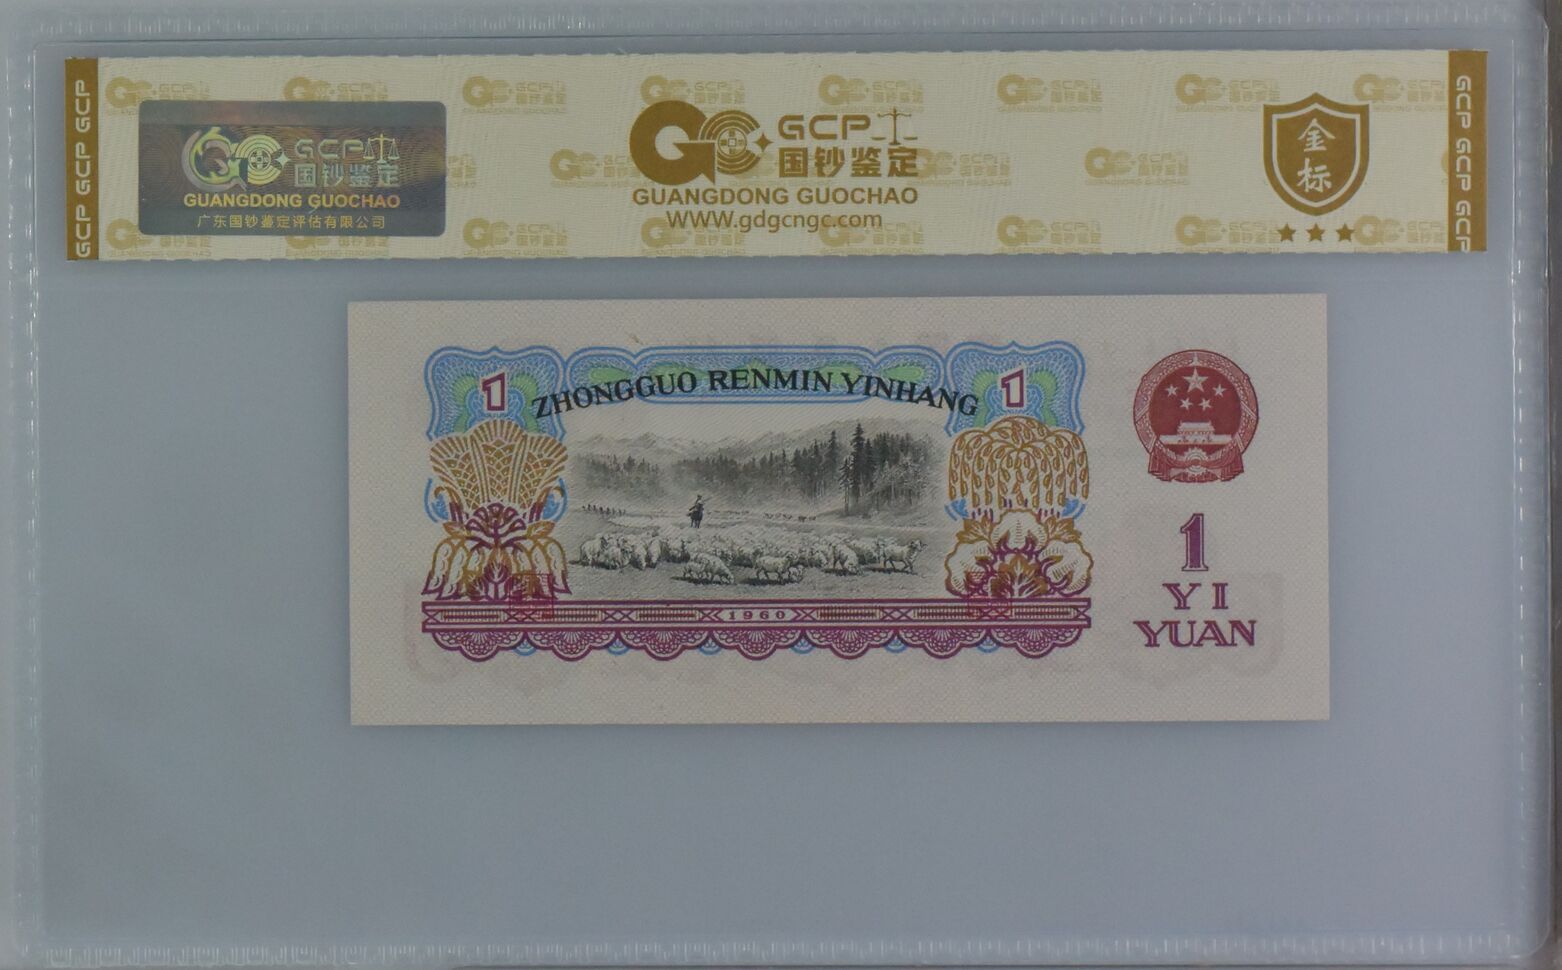 GCP GCP GCP
GCP
国钞鉴定
GUANGDONG GUOCHAO
广东国钞鉴定评估有限公司
GCP
国钞鉴定
GUANGDONG GUOCHAO
WWW.gdgcngc.com
金
标
GCP GCP GCP
1
ZHONGGUO RENMIN YINHANG
1
1960
1
YI
YUAN